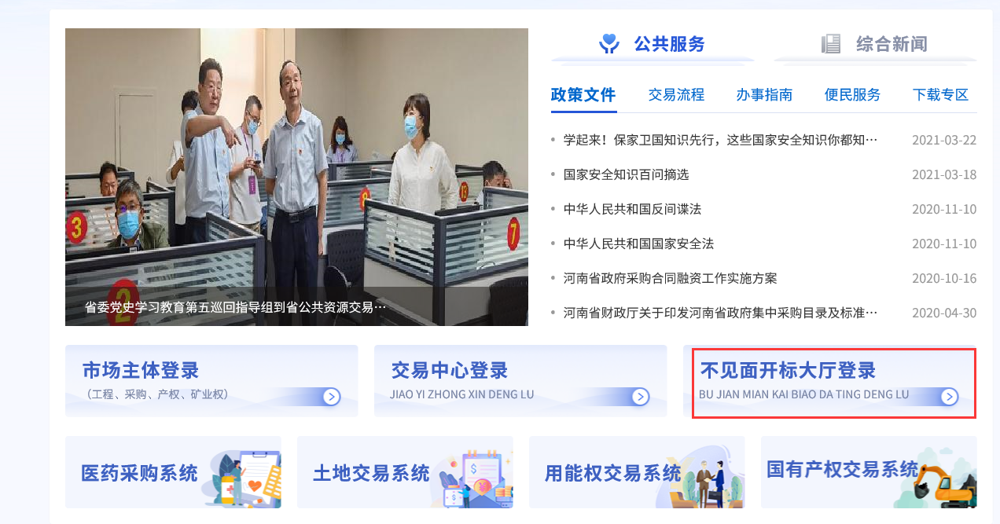 公共服务
综合新闻
政策文件
交易流程
办事指南
便民服务
下载专区
学起来！保家卫国知识先行，这些国家安全知识你都知… 2021-03-22
国家安全知识百问摘选 2021-03-18
中华人民共和国反间谍法 2020-11-10
中华人民共和国国家安全法 2020-11-10
河南省政府采购合同融资工作实施方案 2020-10-16
河南省财政厅关于印发河南省政府集中采购目录及标准… 2020-04-30
3
8
13
7
2
省委党史学习教育第五巡回指导组到省公共资源交易…
市场主体登录
（工程、采购、产权、矿业权）
交易中心登录
JIAO YI ZHONG XIN DENG LU
不见面开标大厅登录
BU JIAN MIAN KAI BIAO DA TING DENG LU
医药采购系统
土地交易系统
用能权交易系统
国有产权交易系统